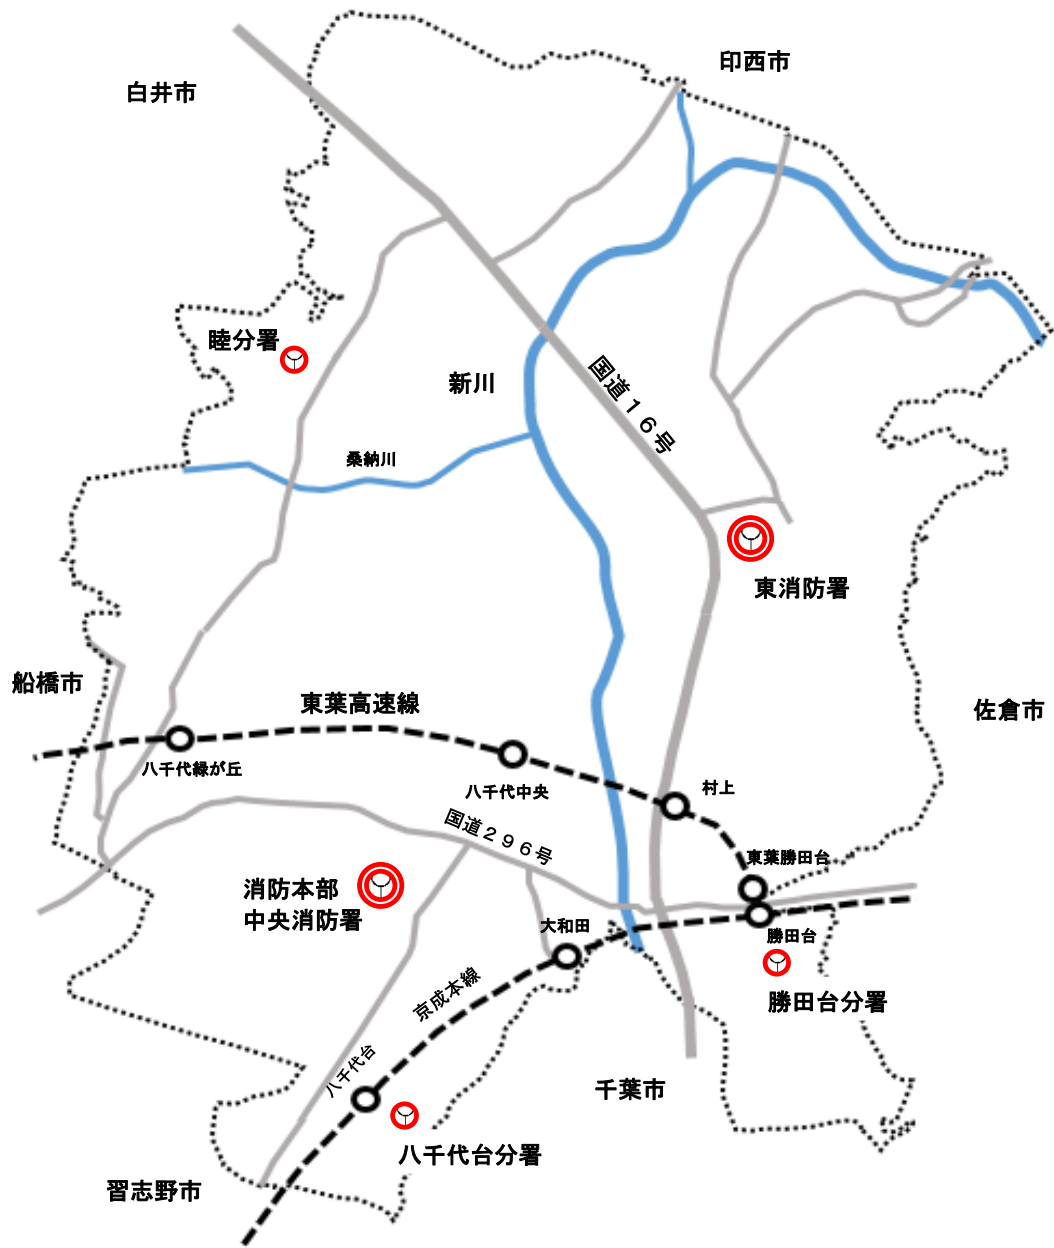 印西市
白井市
睦分署
新川
国道１６号
桑納川
東消防署
船橋市
佐倉市
東葉高速線
八千代緑が丘
八千代中央
村上
国道２９６号
東葉勝田台
消防本部
中央消防署
大和田
勝田台
京成本線
勝田台分署
八千代台
千葉市
八千代台分署
習志野市